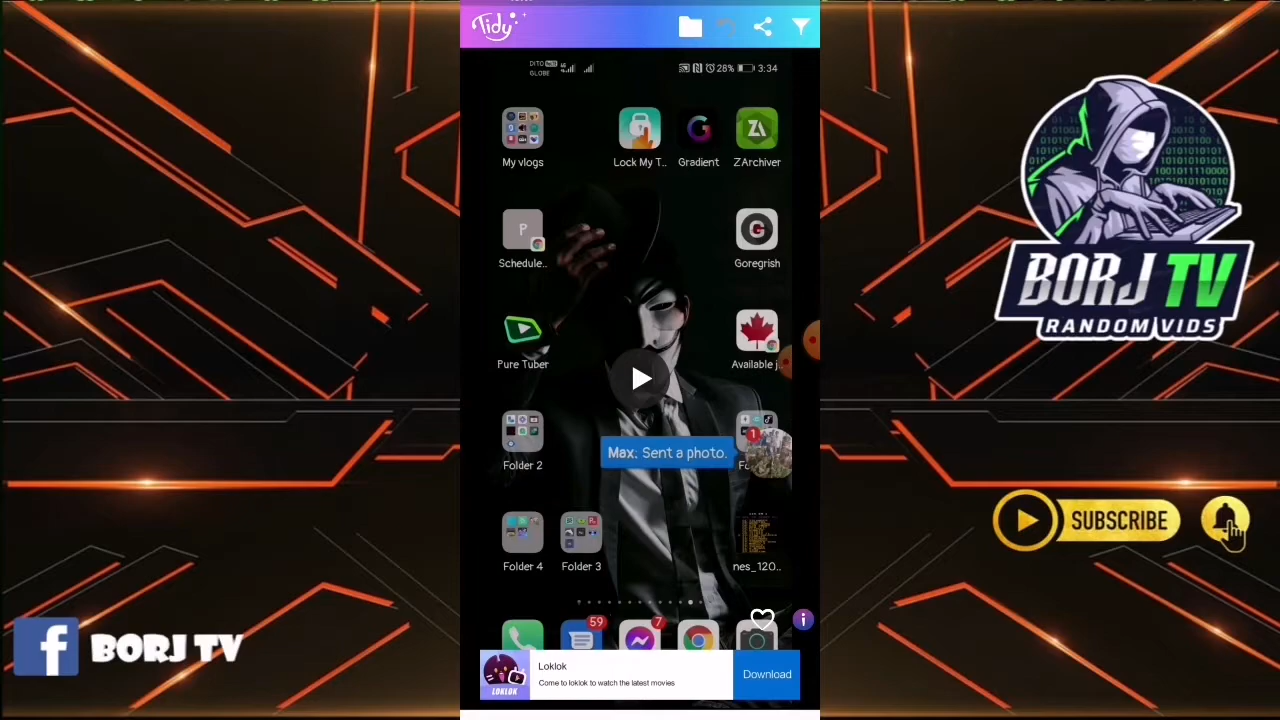 Tidy
DITO
GLOBE
28% 3:34
My vlogs
Lock My T..
Gradient
ZArchiver
P
Schedule..
Goregrish
Pure Tuber
Available j
1
Max. Sent a photo.
Folder 2
Folder 4
Folder 3
nes_120..
59
7
LOKLOK
Loklok
Come to loklok to watch the latest movies
Download
BORJ TV
RANDOM VIDS
SUBSCRIBE
f BORJ TV